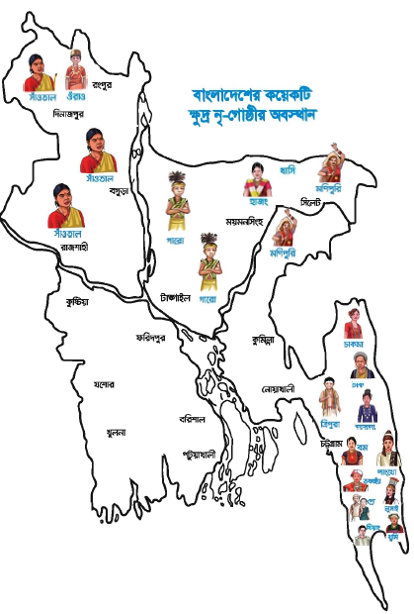 বাংলাদেশের কয়েকটি
ক্ষুদ্র নৃ-গোষ্ঠীর অবস্থান
সাঁওতাল
ওঁরাও
রংপুর
দিনাজপুর
সাঁওতাল
বগুড়া
সাঁওতাল
রাজশাহী
গারো
হাজং
খাসি
মণিপুরি
সিলেট
ময়মনসিংহ
মণিপুরি
টাঙ্গাইল
গারো
কুষ্টিয়া
ফরিদপুর
কুমিল্লা
চাকমা
যশোর
নোয়াখালী
ত্রিপুরা
বরিশাল
খুলনা
চট্টগ্রাম
বম
পটুয়াখালী
পাংখোয়া
লুসাই
খুমি